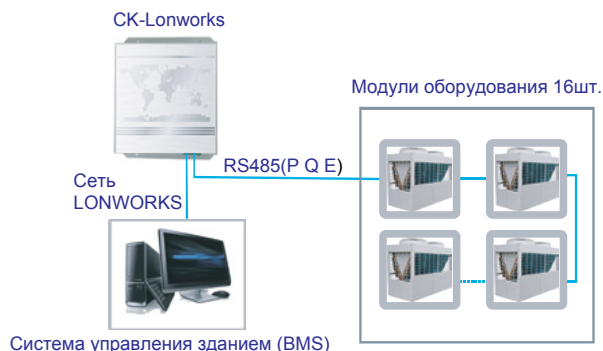 CK-Lonworks
Модули оборудования 16шт.
RS485(P Q E)
Сеть
LONWORKS
Система управления зданием (BMS)